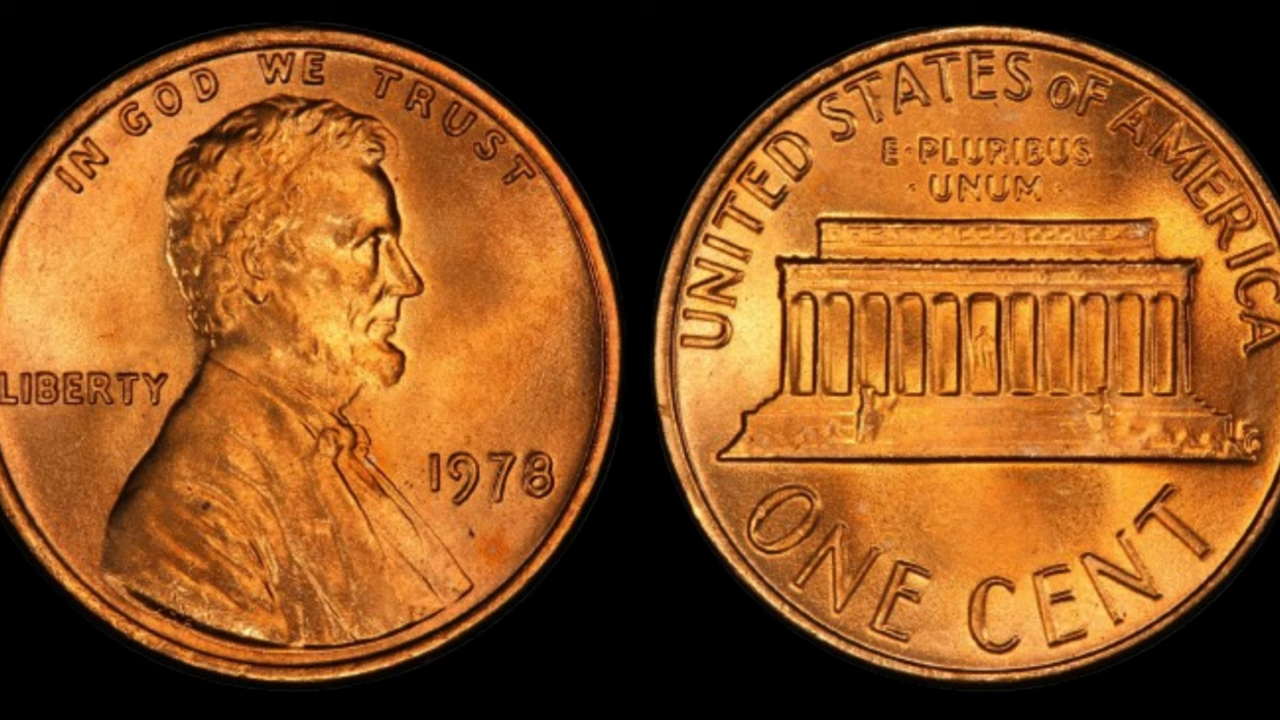 IN GOD WE TRUST
LIBERTY
1978
UNITED STATES OF AMERICA
E·PLURIBUS
·UNUM·
ONE CENT